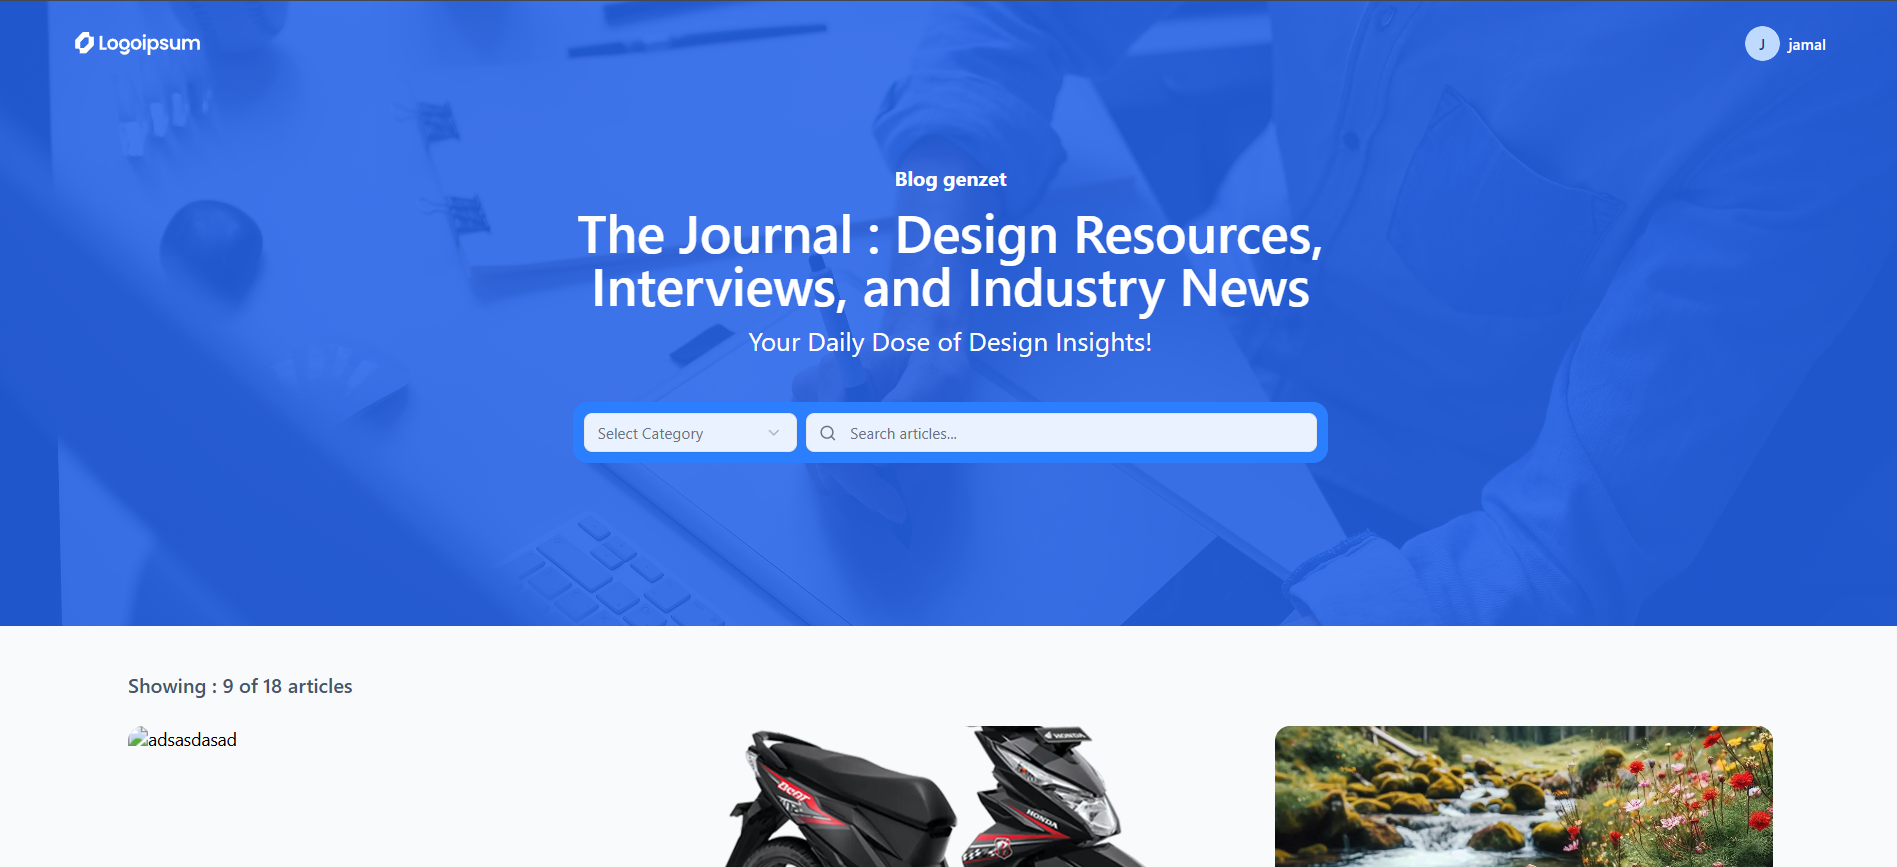 Logoipsum
J jamal
Blog genzet
The Journal : Design Resources,
Interviews, and Industry News
Your Daily Dose of Design Insights!
Select Category
Search articles...
Showing : 9 of 18 articles
adsasdasad
BeAT
HONDA
HONDA